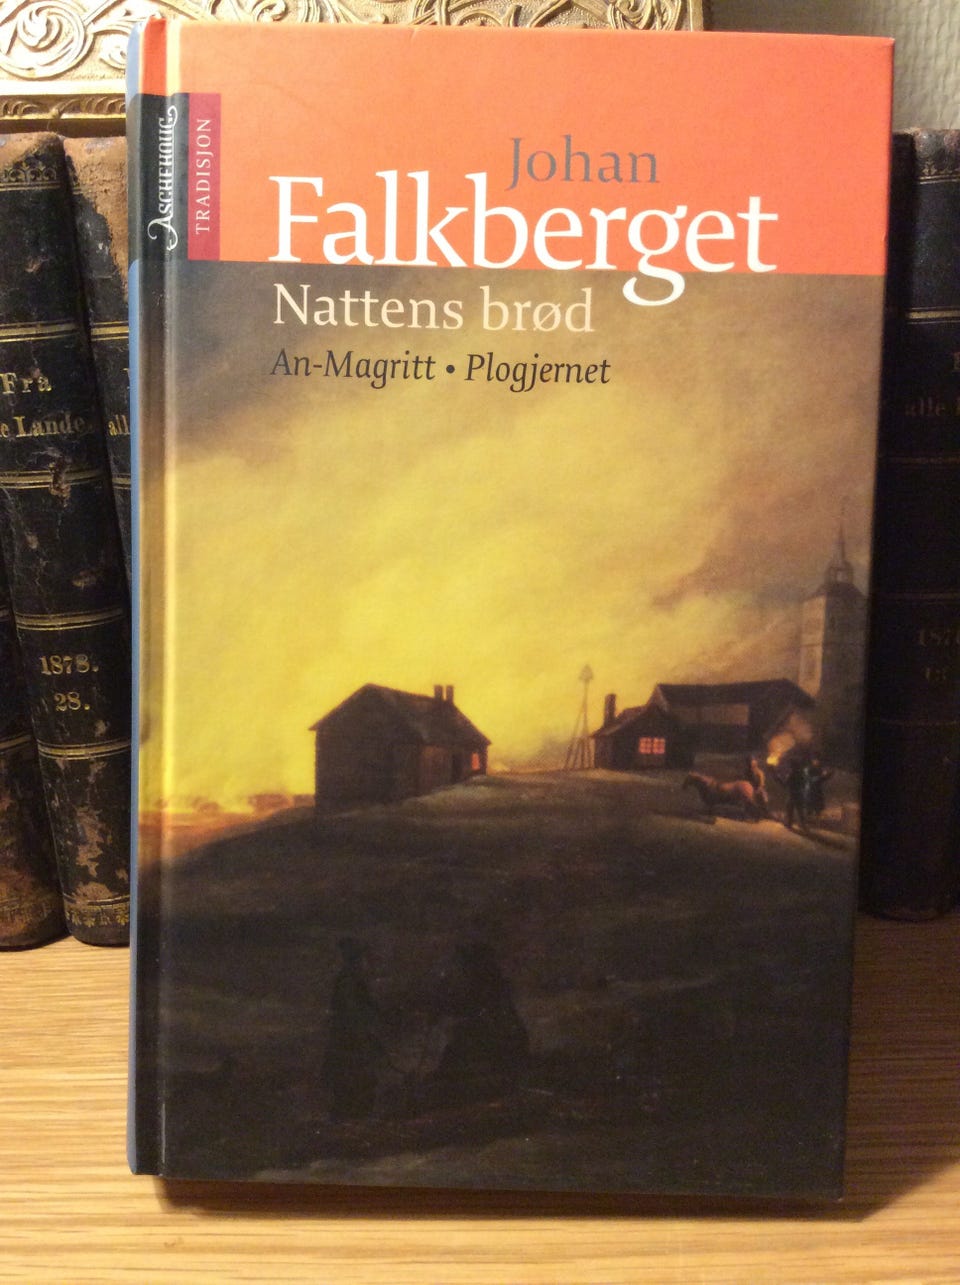 ASCHEHOUG
TRADISJON
Johan
Falkberget
Nattens brød
An-Magritt • Plogjernet
Fra
Lande.
1878.
28.
alle